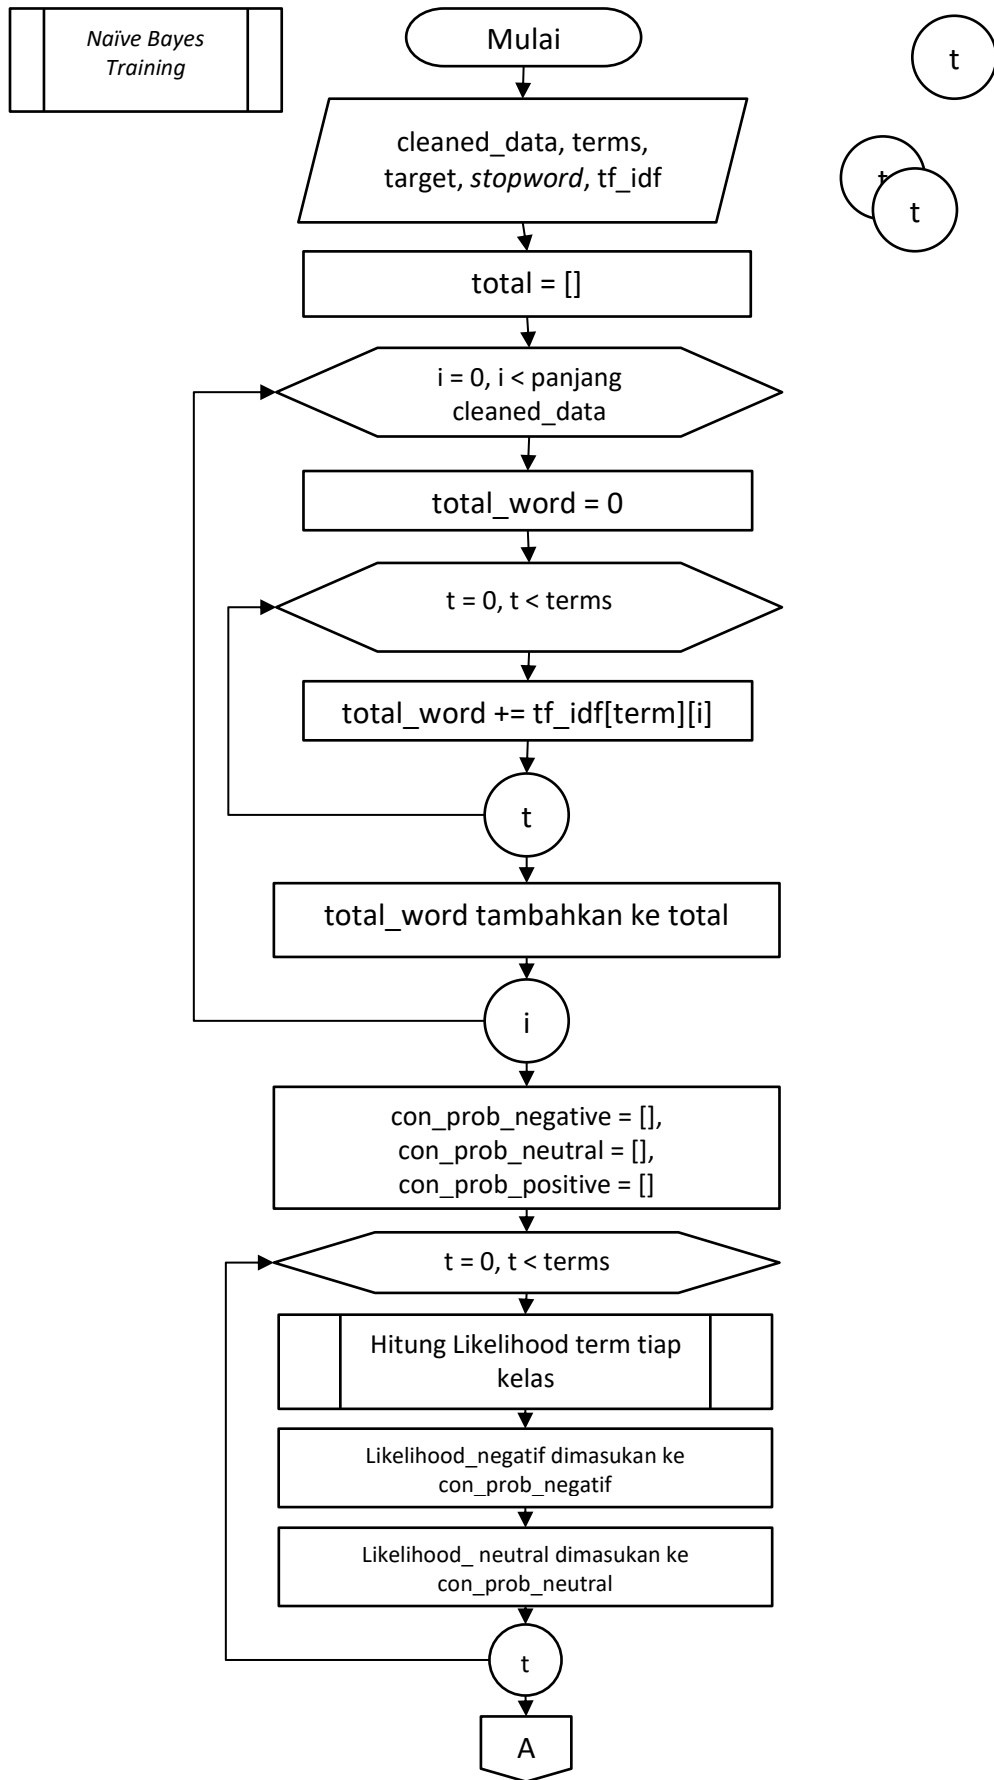 Naïve Bayes
Training
Mulai
t
cleaned_data, terms,
target, stopword, tf_idf
t
t
total = []
i = 0, i < panjang
cleaned_data
total_word = 0
t = 0, t < terms
total_word += tf_idf[term][i]
t
total_word tambahkan ke total
i
con_prob_negative = [],
con_prob_neutral = [],
con_prob_positive = []
t = 0, t < terms
Hitung Likelihood term tiap
kelas
Likelihood_negatif dimasukan ke
con_prob_negatif
Likelihood_ neutral dimasukan ke
con_prob_neutral
t
A